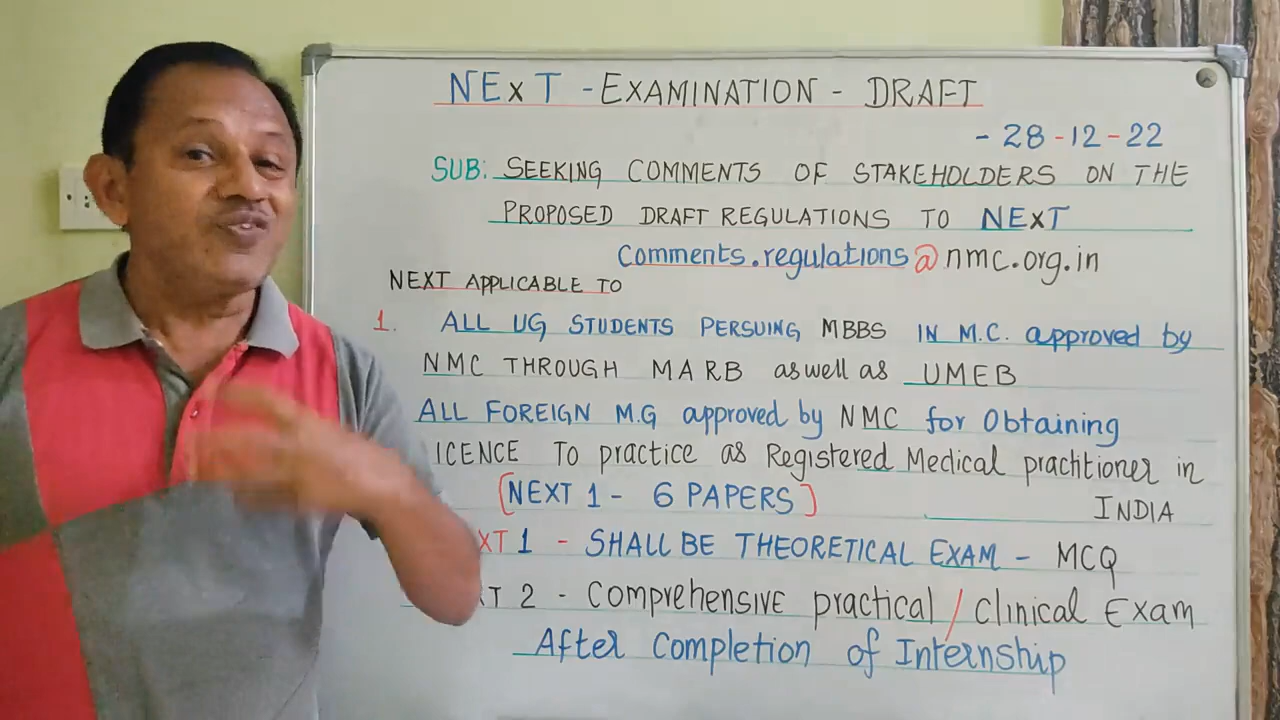 NExT - EXAMINATION - DRAFT
- 28-12-22
SUB: SEEKING COMMENTS OF STAKEHOLDERS ON THE
PROPOSED DRAFT REGULATIONS TO NExT
Comments.regulations@nmc.org.in
NEXT APPLICABLE TO
1. ALL UG STUDENTS PERSUING MBBS IN M.C. approved by
NMC THROUGH MARB as well as UMEB
ALL FOREIGN M.G approved by NMC for Obtaining
ICENCE TO practice as Registered Medical practitioner in
INDIA
[NEXT 1 - 6 PAPERS]
XT 1 - SHALL BE THEORETICAL EXAM - MCQ
XT 2 - Comprehensive practical / Clinical Exam
After Completion of Internship